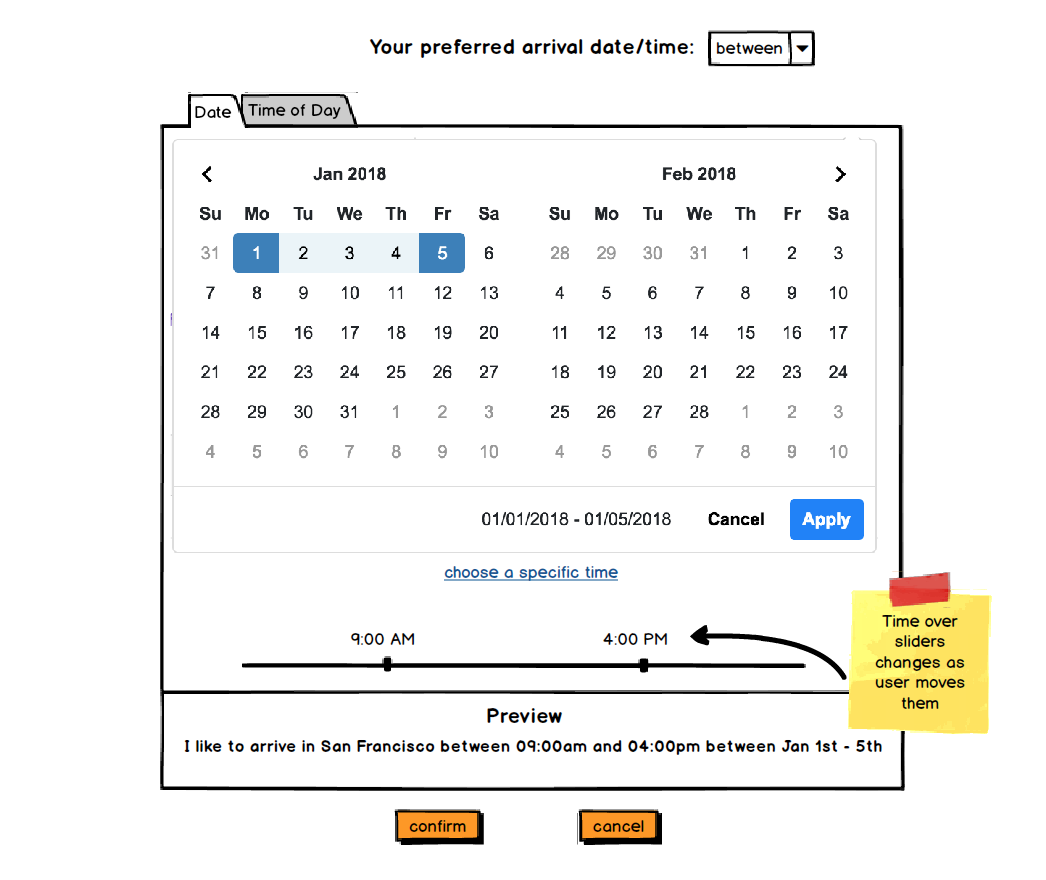 Your preferred arrival date/time: between
Date Time of Day
Jan 2018 Feb 2018
Su Mo Tu We Th Fr Sa Su Mo Tu We Th Fr Sa
31 1 2 3 4 5 6 28 29 30 31 1 2 3
7 8 9 10 11 12 13 4 5 6 7 8 9 10
14 15 16 17 18 19 20 11 12 13 14 15 16 17
21 22 23 24 25 26 27 18 19 20 21 22 23 24
28 29 30 31 1 2 3 25 26 27 28 1 2 3
4 5 6 7 8 9 10 4 5 6 7 8 9 10
01/01/2018 - 01/05/2018 Cancel Apply
choose a specific time
9:00 AM 4:00 PM
Time over
sliders
changes as
user moves
them
Preview
I like to arrive in San Francisco between 09:00am and 04:00pm between Jan 1st - 5th
confirm cancel